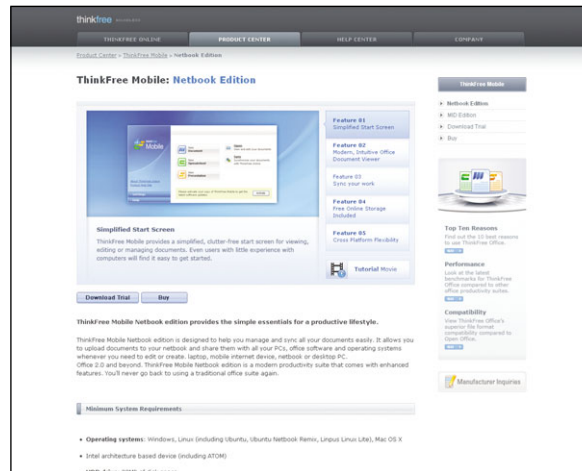 thinkfree
THINKFREE ONLINE
PRODUCT CENTER
HELP CENTER
COMPANY
Product Center > ThinkFree Mobile > Netbook Edition
ThinkFree Mobile: Netbook Edition
Mobile
Feature 01
Simplified Start Screen
Feature 02
Modern, Intuitive Office
Document Viewer
Feature 03
Sync your work
Feature 04
Free Online Storage
Included
Feature 05
Cross Platform Flexibility
Tutorial Movie
Simplified Start Screen
ThinkFree Mobile provides a simplified, clutter-free start screen for viewing,
editing or managing documents. Even users with little experience with
computers will find it easy to get started.
Download Trial
Buy
ThinkFree Mobile Netbook edition provides the simple essentials for a productive lifestyle.
ThinkFree Mobile Netbook edition is designed to help you manage and sync all your documents easily. It allows you
to upload documents to your netbook and share them with all your PCs, office software and operating systems
whenever you need to edit or create. laptop, mobile internet device, netbook or desktop PC.
Office 2.0 and beyond. ThinkFree Mobile Netbook edition is a modern productivity suite that comes with enhanced
features. You'll never go back to using a traditional office suite again.
Minimum System Requirements
Operating systems: Windows, Linux (including Ubuntu, Ubuntu Netbook Remix, Linpus Linux Lite), Mac OS X
Intel architecture based device (including ATOM)
ThinkFree Mobile
Netbook Edition
MID Edition
Download Trial
Buy
Top Ten Reasons
Find out the 10 best reasons
to use ThinkFree Office.
Performance
Look at the latest
benchmarks for ThinkFree
Office compared to other
office productivity suites.
Compatibility
View ThinkFree Office's
superior file format
compatibility compared to
Open Office.
Manufacturer Inquiries